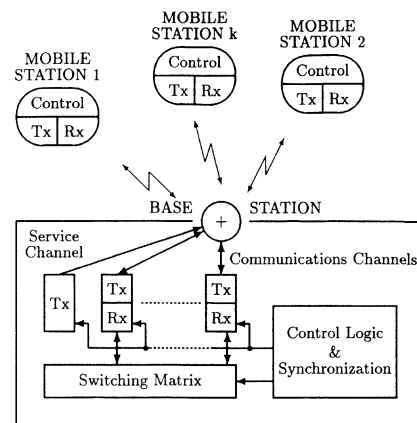 MOBILE
STATION k
MOBILE
STATION 1
MOBILE
STATION 2
Control
Tx Rx
Control
Tx Rx
Control
Tx Rx
BASE + STATION
Service
Channel
Communications Channels
Tx
Tx
Rx
Tx
Rx
Control Logic
&
Synchronization
Switching Matrix